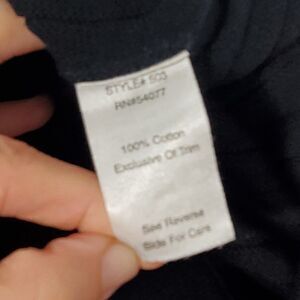 STYLE# 503
RN#54077
100% Cotton
Exclusive Of Trim
See Reverse
Side For Care